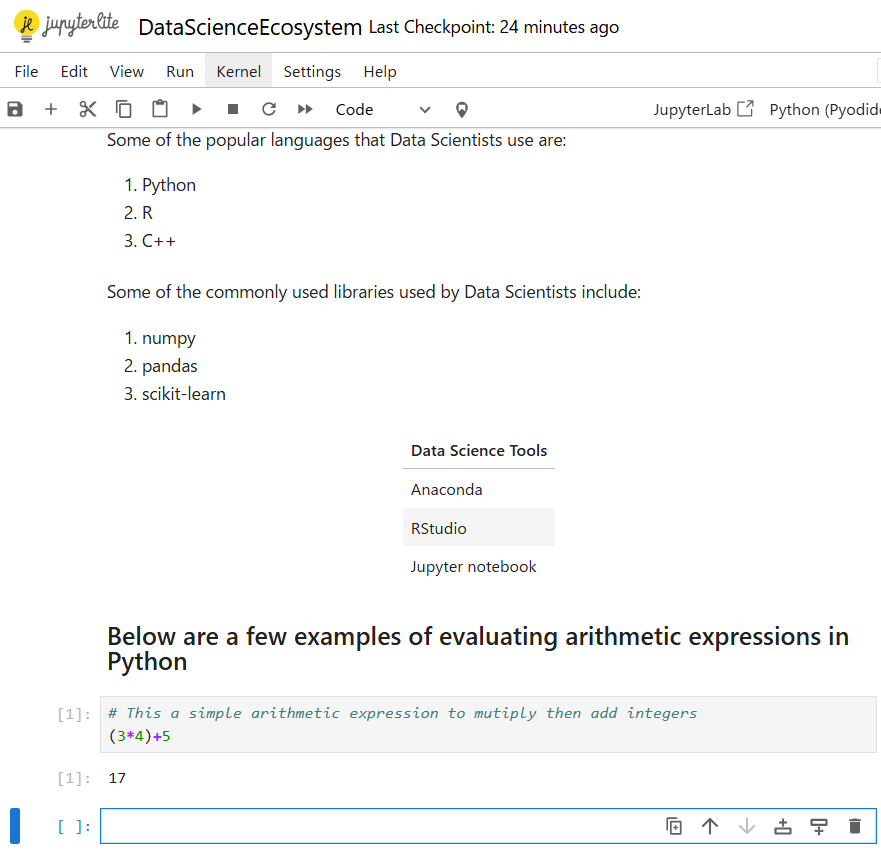 jupyterlite DataScienceEcosystem Last Checkpoint: 24 minutes ago
File Edit View Run Kernel Settings Help
Code JupyterLab Python (Pyodid
Some of the popular languages that Data Scientists use are:
1. Python
2. R
3. C++
Some of the commonly used libraries used by Data Scientists include:
1. numpy
2. pandas
3. scikit-learn
Data Science Tools
Anaconda
RStudio
Jupyter notebook
Below are a few examples of evaluating arithmetic expressions in
Python
[1]: # This a simple arithmetic expression to mutiply then add integers
(3*4)+5
[1]: 17
[ ]: